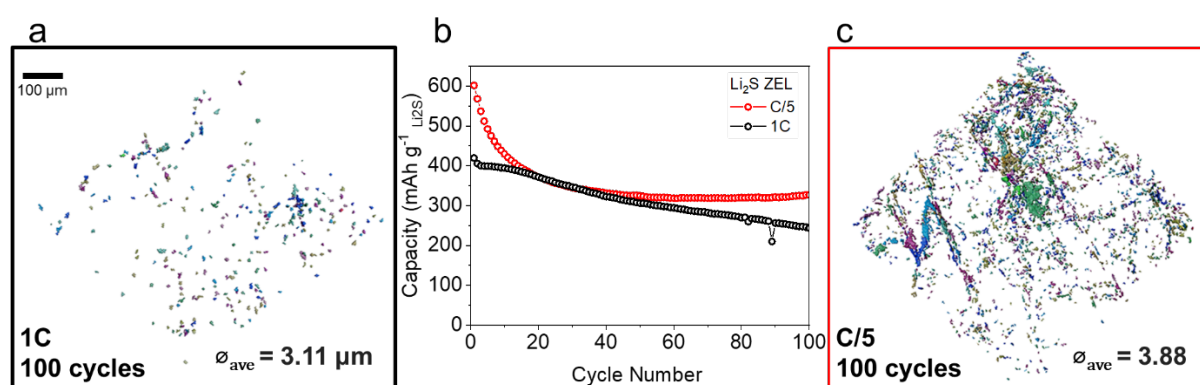 a
100 µm
1C
100 cycles
ø ave = 3.11 µm
b
Capacity (mAh g⁻¹ Li2S)
600
500
400
300
200
100
0
Li₂S ZEL
C/5
1C
0 20 40 60 80 100
Cycle Number
c
C/5
100 cycles
ø ave = 3.88